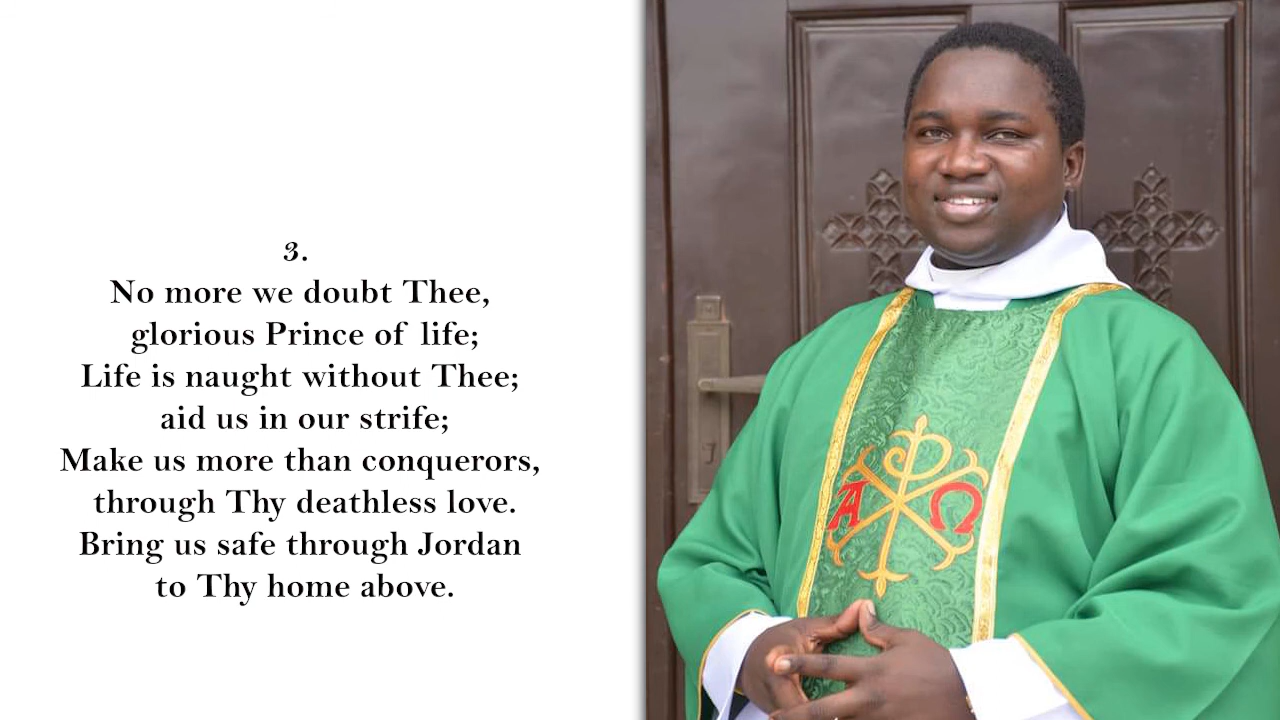 3.
No more we doubt Thee,
glorious Prince of life;
Life is naught without Thee;
aid us in our strife;
Make us more than conquerors,
through Thy deathless love.
Bring us safe through Jordan
to Thy home above.
Α Ω